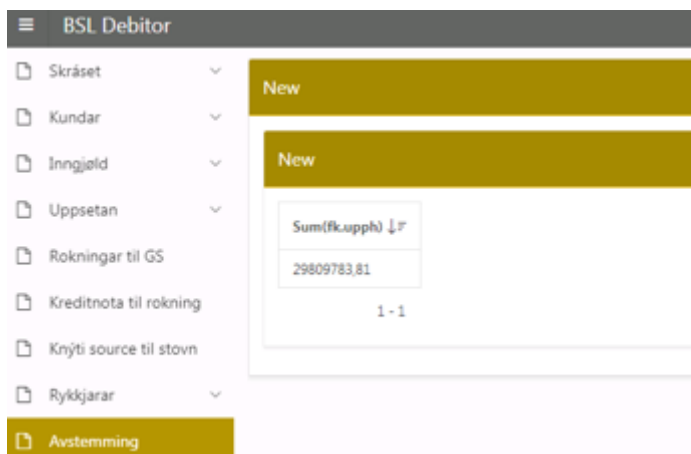 BSL Debitor
Skráset
Kundar
Inngjøld
Uppsetan
Rokningar til GS
Kreditnota til rokning
Knýti source til stovn
Rykkjarar
Avstemming
New
New
Sum(fk.upph)
29809783,81
1 - 1